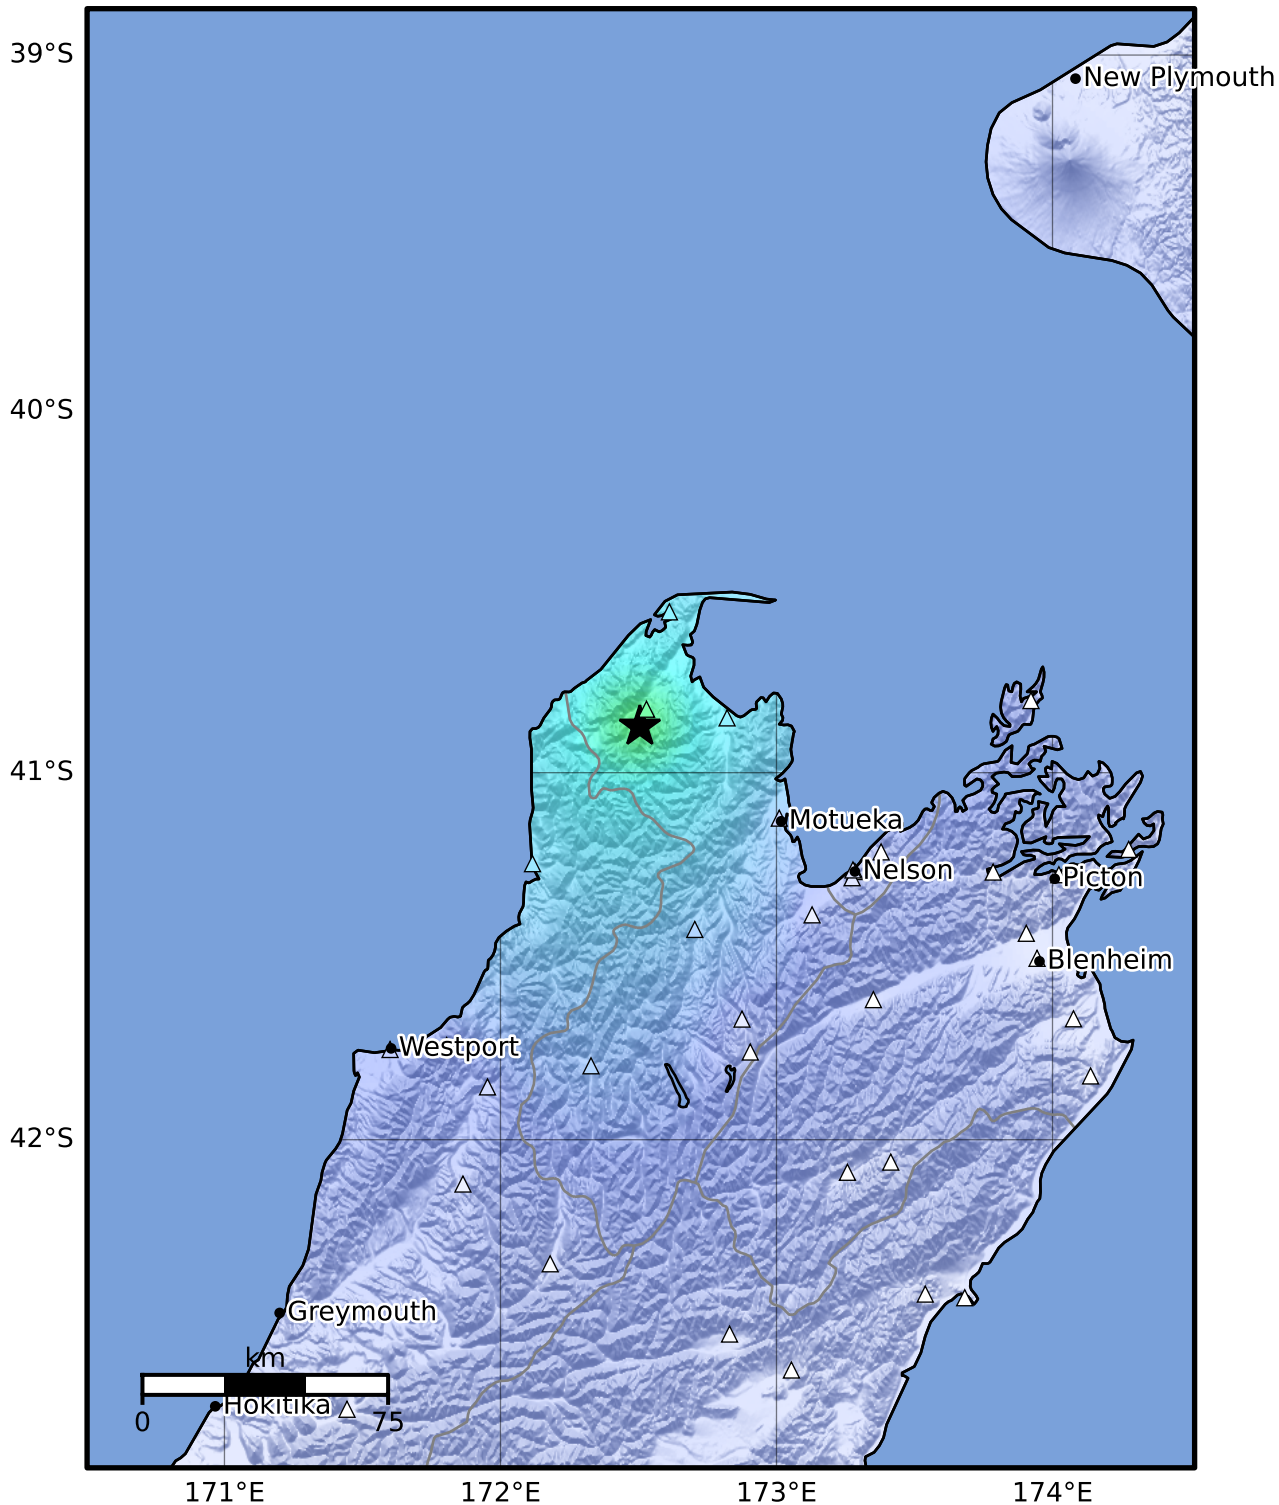 39°S
New Plymouth
40°S
41°S
Motueka
Nelson
Picton
Blenheim
Westport
42°S
Greymouth
km
Hokitika
0
75
171°E
172°E
173°E
174°E